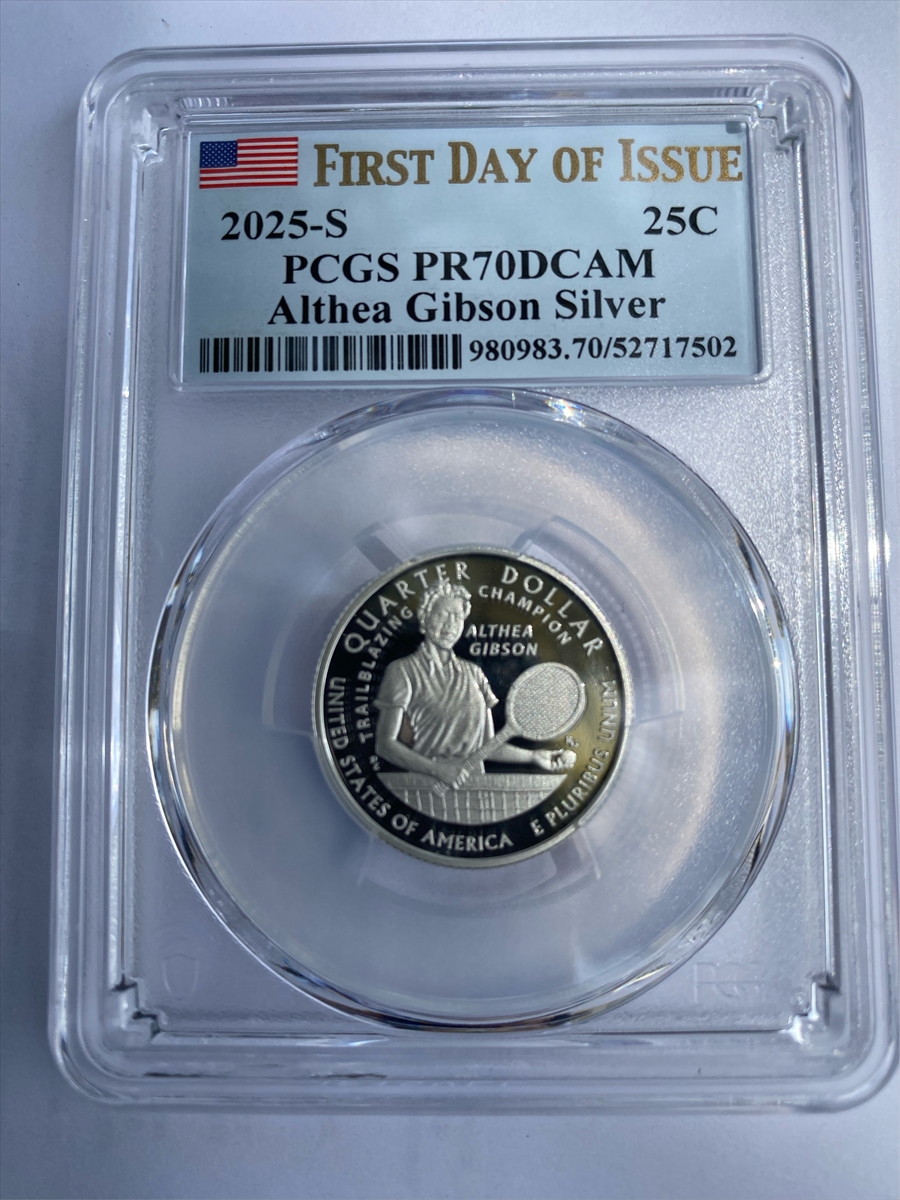 FIRST DAY OF ISSUE
2025-S 25C
PCGS PR70DCAM
Althea Gibson Silver
980983.70/52717502
QUARTER DOLLAR
TRAILBLAZING CHAMPION
ALTHEA
GIBSON
UNITED STATES OF AMERICA
E PLURIBUS UNUM